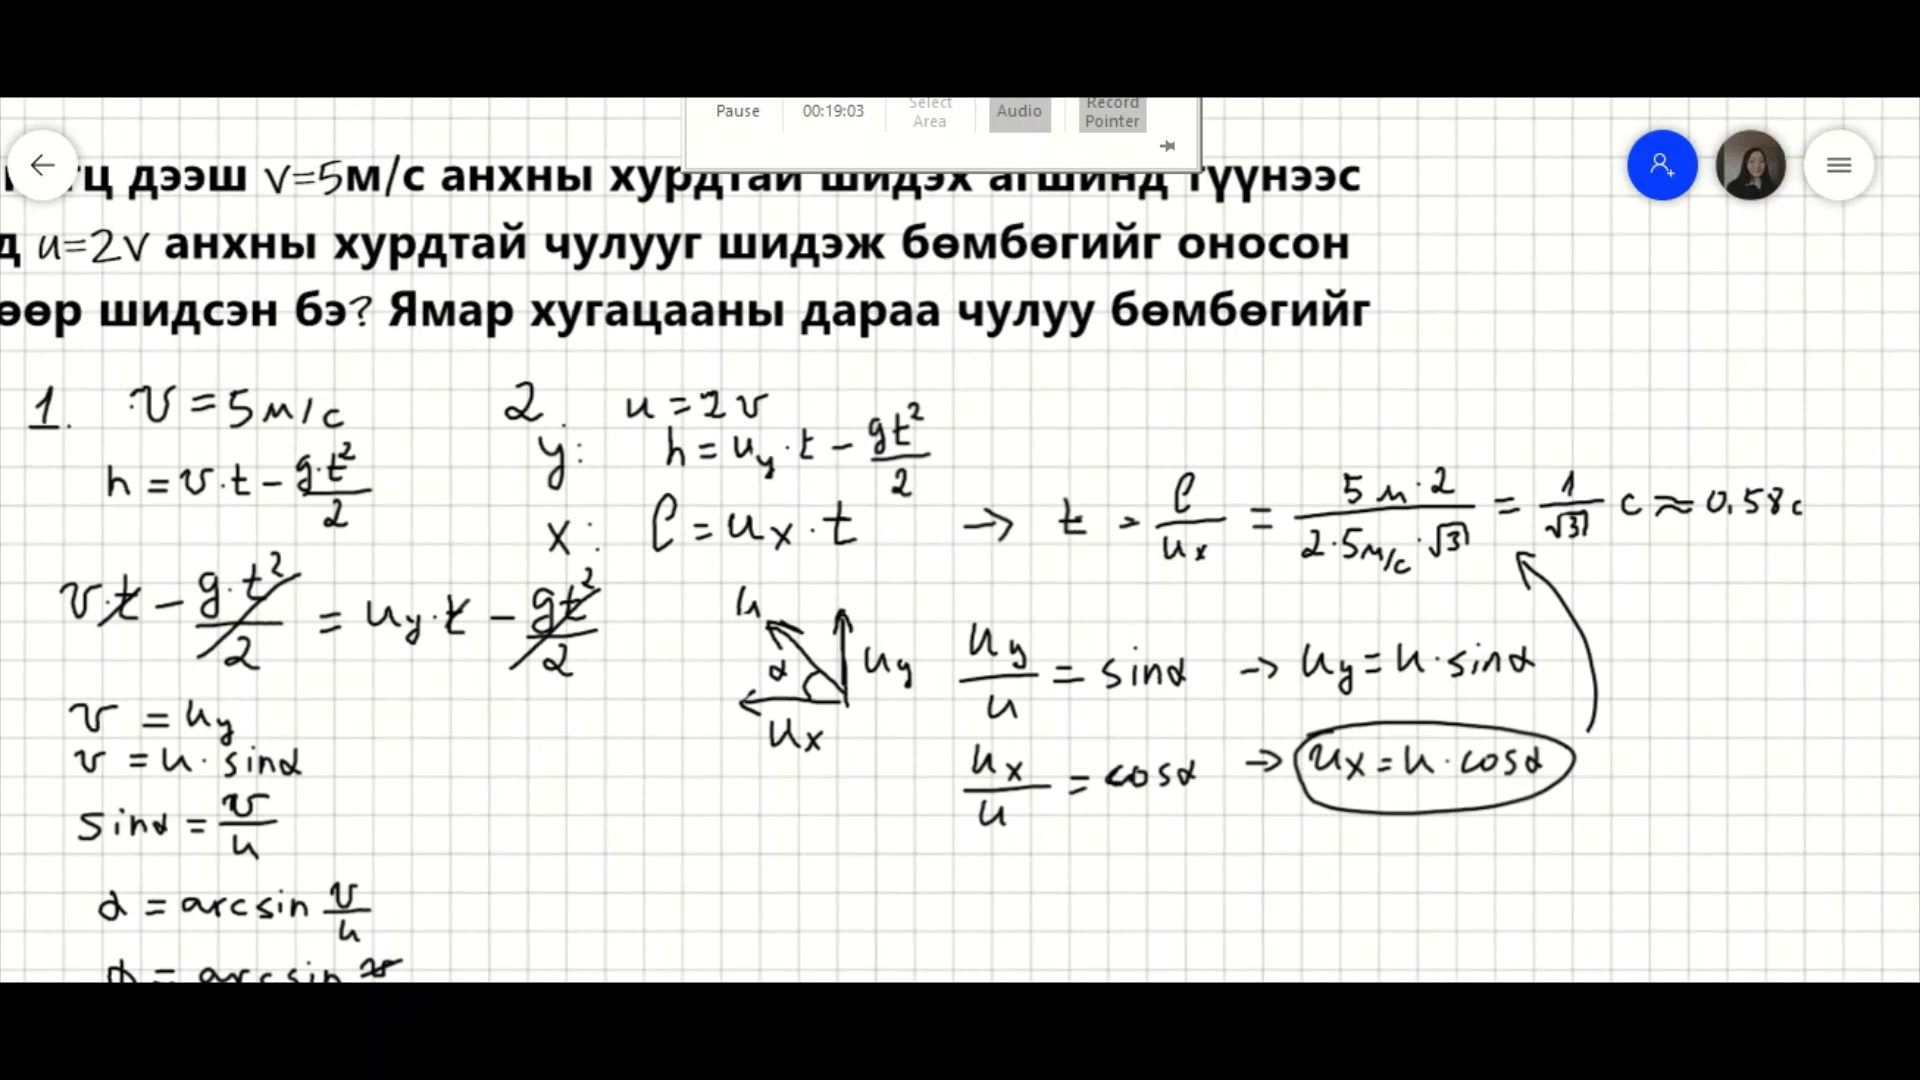 Pause 00:19:03 Select Area Audio Record Pointer
дээш v=5м/с анхны хурдтай шидэх агшинд түүнээс
д u=2v анхны хурдтай чулууг шидэж бөмбөгийг оносон
өөр шидсэн бэ? Ямар хугацааны дараа чулуу бөмбөгийг
1. v = 5 м/с
h = v·t - g·t²/2
2. u = 2v
y: h = u_y·t - gt²/2
x: l = u_x·t → t = l/u_x = 5м·2/(2·5м/с·√3) = 1/√3 с ≈ 0.58с
v·t - g·t²/2 = u_y·t - gt²/2
u α u_y u_x
u_y/u = sinα → u_y = u·sinα
u_x/u = cosα → u_x = u·cosα
v = u_y
v = u·sinα
sinα = v/u
α = arcsin v/u
α = arcsin v